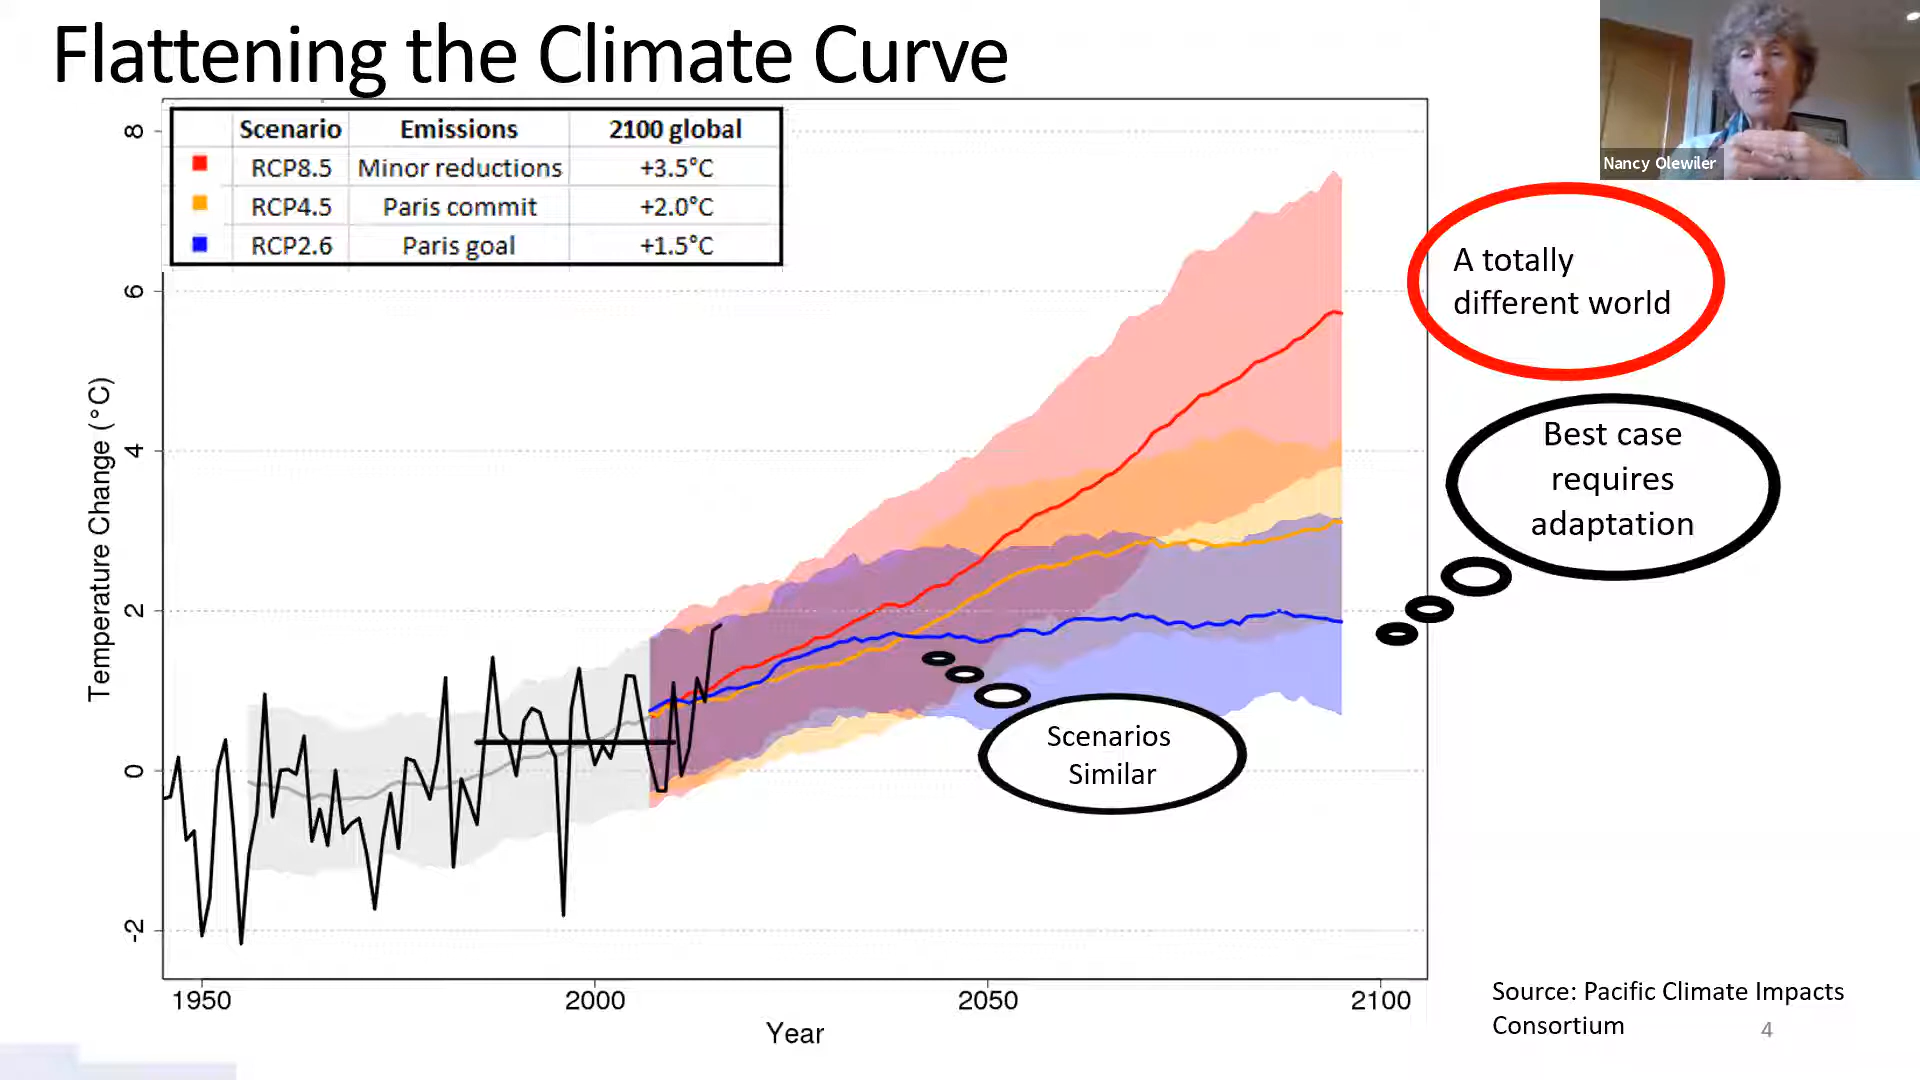 Flattening the Climate Curve
Scenario Emissions 2100 global
RCP8.5 Minor reductions +3.5°C
RCP4.5 Paris commit +2.0°C
RCP2.6 Paris goal +1.5°C
Nancy Olewiler
A totally
different world
Best case
requires
adaptation
Scenarios
Similar
Temperature Change (°C)
8
6
4
2
0
-2
1950 2000 2050 2100
Year
Source: Pacific Climate Impacts
Consortium
4